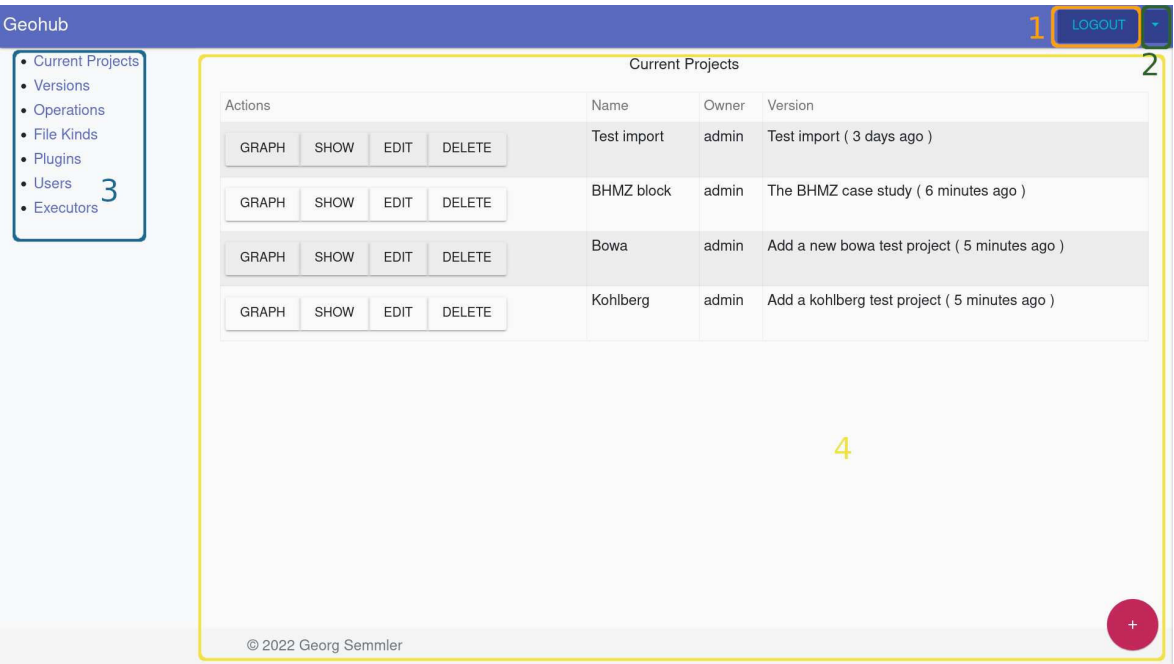 Geohub
1 LOGOUT
2
Current Projects
Versions
Operations
File Kinds
Plugins
Users
Executors
3
Current Projects
Actions Name Owner Version
GRAPH SHOW EDIT DELETE Test import admin Test import ( 3 days ago )
GRAPH SHOW EDIT DELETE BHMZ block admin The BHMZ case study ( 6 minutes ago )
GRAPH SHOW EDIT DELETE Bowa admin Add a new bowa test project ( 5 minutes ago )
GRAPH SHOW EDIT DELETE Kohlberg admin Add a kohlberg test project ( 5 minutes ago )
4
+
© 2022 Georg Semmler